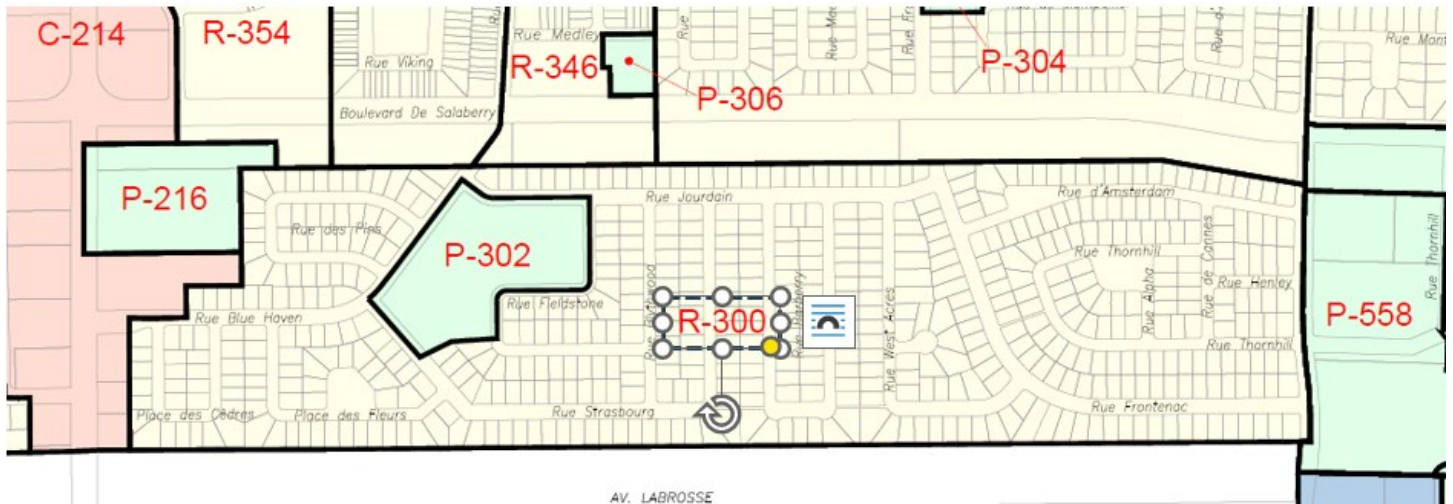 C-214
R-354
Rue Medley
R-346
Rue Viking
P-304
P-306
Boulevard De Salaberry
P-216
Rue Jourdain
Rue d'Amsterdam
Rue des Pins
P-302
Rue Thornhill
Rue Thornhill
Rue de Cannes
Rue Henley
Rue Alpha
Rue Fieldstone
R-300
Rue West Acres
P-558
Rue Blue Haven
Rue Thornhill
Place des Cèdres
Place des Fleurs
Rue Strasbourg
Rue Frontenac
AV. LABROSSE